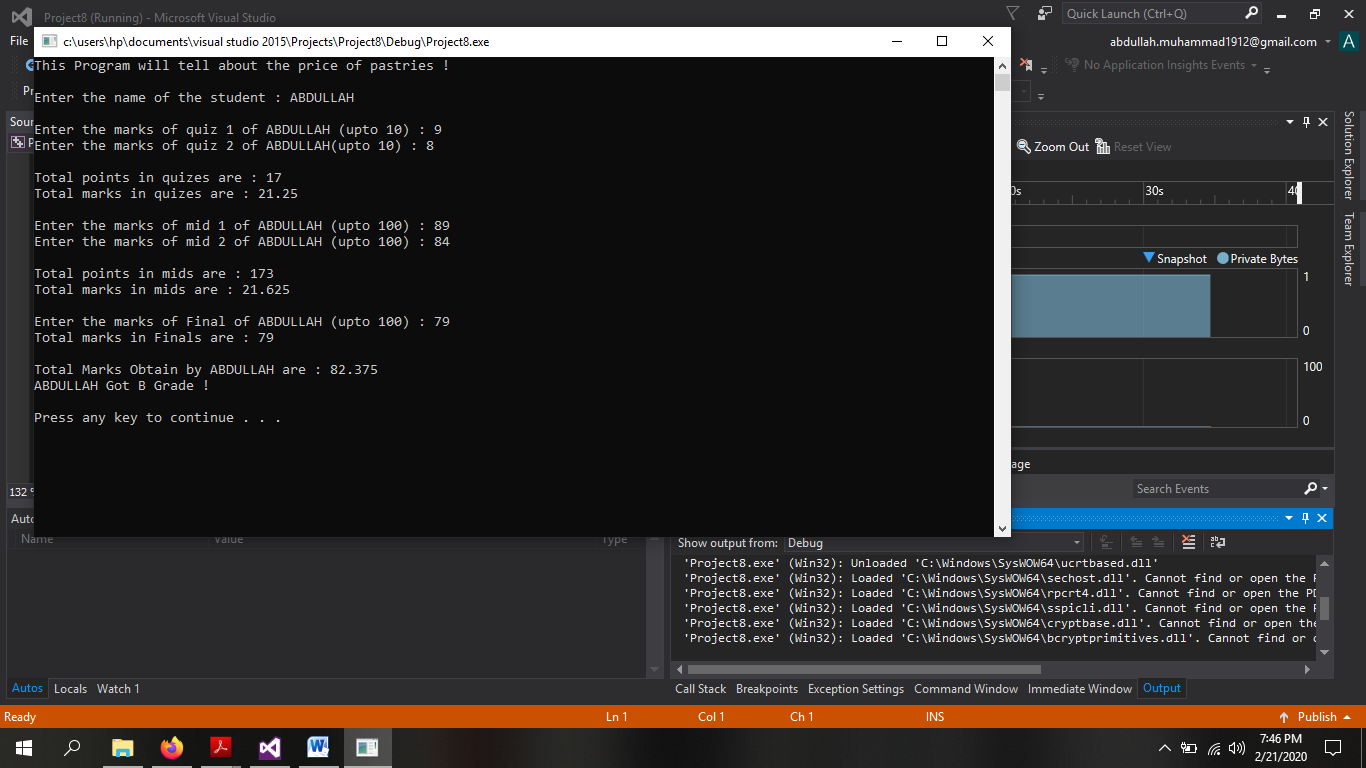 Project8 (Running) - Microsoft Visual Studio
Quick Launch (Ctrl+Q)
File
c:\users\hp\documents\visual studio 2015\Projects\Project8\Debug\Project8.exe
abdullah.muhammad1912@gmail.com
A
This Program will tell about the price of pastries !
No Application Insights Events
Enter the name of the student : ABDULLAH
Enter the marks of quiz 1 of ABDULLAH (upto 10) : 9
Enter the marks of quiz 2 of ABDULLAH(upto 10) : 8
Total points in quizes are : 17
Total marks in quizes are : 21.25
Enter the marks of mid 1 of ABDULLAH (upto 100) : 89
Enter the marks of mid 2 of ABDULLAH (upto 100) : 84
Total points in mids are : 173
Total marks in mids are : 21.625
Enter the marks of Final of ABDULLAH (upto 100) : 79
Total marks in Finals are : 79
Total Marks Obtain by ABDULLAH are : 82.375
ABDULLAH Got B Grade !
Press any key to continue . . .
Zoom Out Reset View
Solution Explorer
Team Explorer
0s 30s 40
Snapshot Private Bytes
1
0
100
0
age
Search Events
132 %
Auto
Name Value Type
Show output from: Debug
'Project8.exe' (Win32): Unloaded 'C:\Windows\SysWOW64\ucrtbased.dll'
'Project8.exe' (Win32): Loaded 'C:\Windows\SysWOW64\sechost.dll'. Cannot find or open the P
'Project8.exe' (Win32): Loaded 'C:\Windows\SysWOW64\rpcrt4.dll'. Cannot find or open the PD
'Project8.exe' (Win32): Loaded 'C:\Windows\SysWOW64\sspicli.dll'. Cannot find or open the P
'Project8.exe' (Win32): Loaded 'C:\Windows\SysWOW64\cryptbase.dll'. Cannot find or open the
'Project8.exe' (Win32): Loaded 'C:\Windows\SysWOW64\bcryptprimitives.dll'. Cannot find or o
Autos Locals Watch 1
Call Stack Breakpoints Exception Settings Command Window Immediate Window Output
Ready Ln 1 Col 1 Ch 1 INS Publish
7:46 PM
2/21/2020